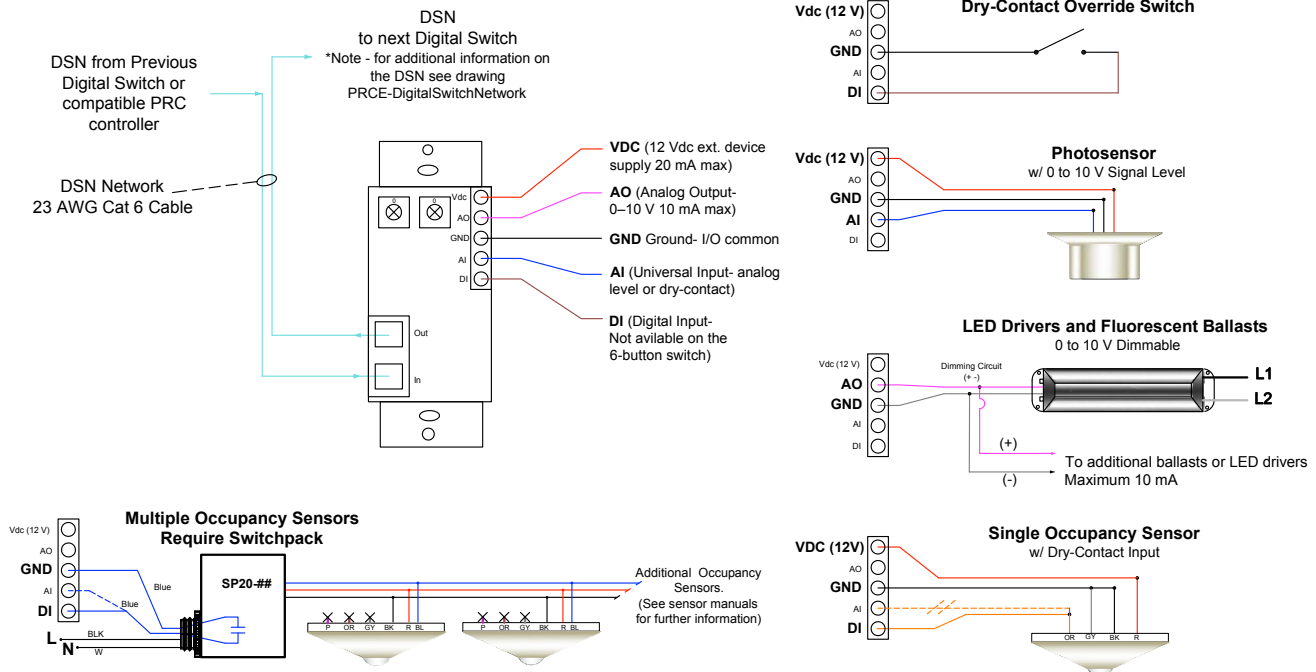 DSN
to next Digital Switch
*Note - for additional information on
the DSN see drawing
PRCE-DigitalSwitchNetwork
DSN from Previous
Digital Switch or
compatible PRC
controller
DSN Network
23 AWG Cat 6 Cable
0
0
Vdc
AO
GND
AI
DI
Out
In
VDC (12 Vdc ext. device
supply 20 mA max)
AO (Analog Output-
0–10 V 10 mA max)
GND Ground- I/O common
AI (Universal Input- analog
level or dry-contact)
DI (Digital Input-
Not avilable on the
6-button switch)
Dry-Contact Override Switch
Vdc (12 V)
AO
GND
AI
DI
Photosensor
w/ 0 to 10 V Signal Level
Vdc (12 V)
AO
GND
AI
DI
LED Drivers and Fluorescent Ballasts
0 to 10 V Dimmable
Vdc (12 V)
AO
GND
AI
DI
Dimming Circuit
(+ -)
L1
L2
(+)
(-)
To additional ballasts or LED drivers
Maximum 10 mA
Multiple Occupancy Sensors
Require Switchpack
Vdc (12 V)
AO
GND
AI
DI
Blue
Blue
L
BLK
N
W
SP20-##
P OR GY BK R BL
P OR GY BK R BL
Additional Occupancy
Sensors.
(See sensor manuals
for further information)
Single Occupancy Sensor
w/ Dry-Contact Input
VDC (12V)
AO
GND
AI
DI
OR GY BK R